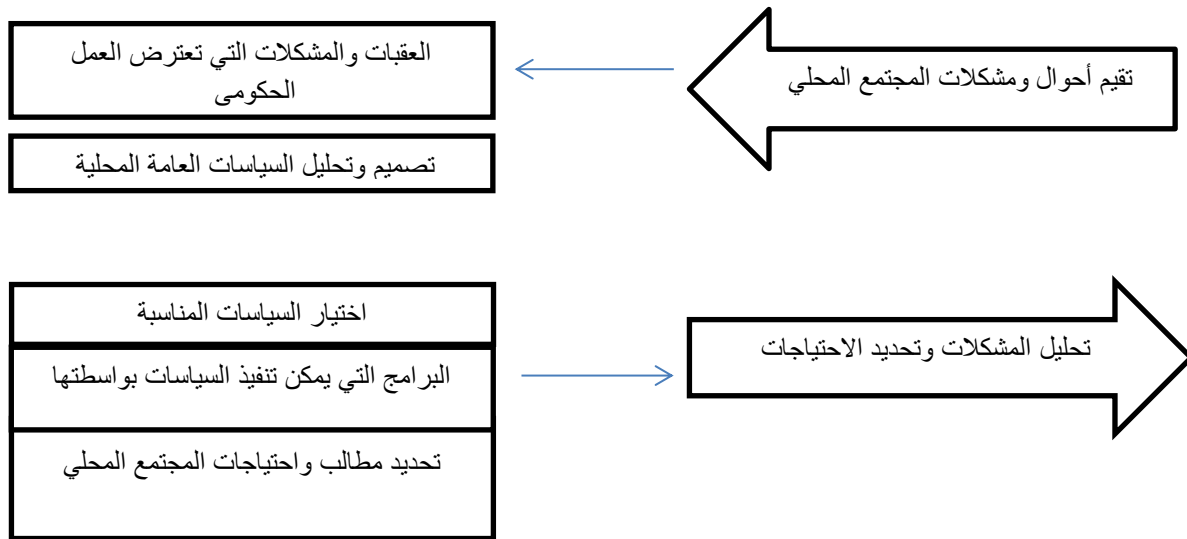 تقيم أحوال ومشكلات المجتمع المحلي
العقبات والمشكلات التي تعترض العمل
الحكومى
تصميم وتحليل السياسات العامة المحلية
تحليل المشكلات وتحديد الاحتياجات
اختيار السياسات المناسبة
البرامج التي يمكن تنفيذ السياسات بواسطتها
تحديد مطالب واحتياجات المجتمع المحلي